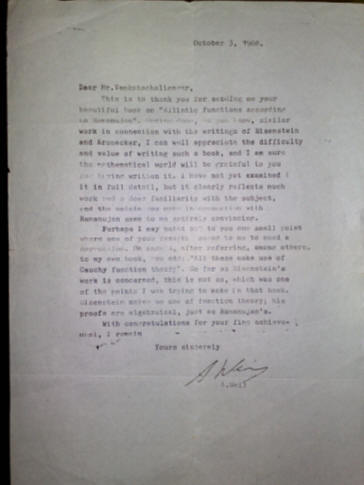 October 3, 1988.
Dear Mr.Venkatachaliengar,
This is to thank you for sending me your
beautiful book on "elliptic functions according
to Ramanujan". Having done, as you know, similar
work in connection with the writings of Eisenstein
and Kronecker, I can well appreciate the difficulty
and value of writing such a book, and I am sure
the mathematical world will be grateful to you
for having written it. I have not yet examined
it in full detail, but it clearly reflects much
work and a deep familiarity with the subject,
and the in connection with
Ramanujan seem to me entirely convincing.
Perhaps I may point out to you one small point
where one of your remarks seems to me to need a
correction. On you, after referring, among others,
to my own book, you say: "All these make use of
Cauchy function theory". So far as Eisenstein's
work is concerned, this is not so, which was one
of the points I was trying to make in that book.
Eisenstein makes no use of function theory; his
proofs are algebraical, just as Ramanujan's.
With congratulations for your fine achieve-
ment, I remain
Yours sincerely
A.Weil